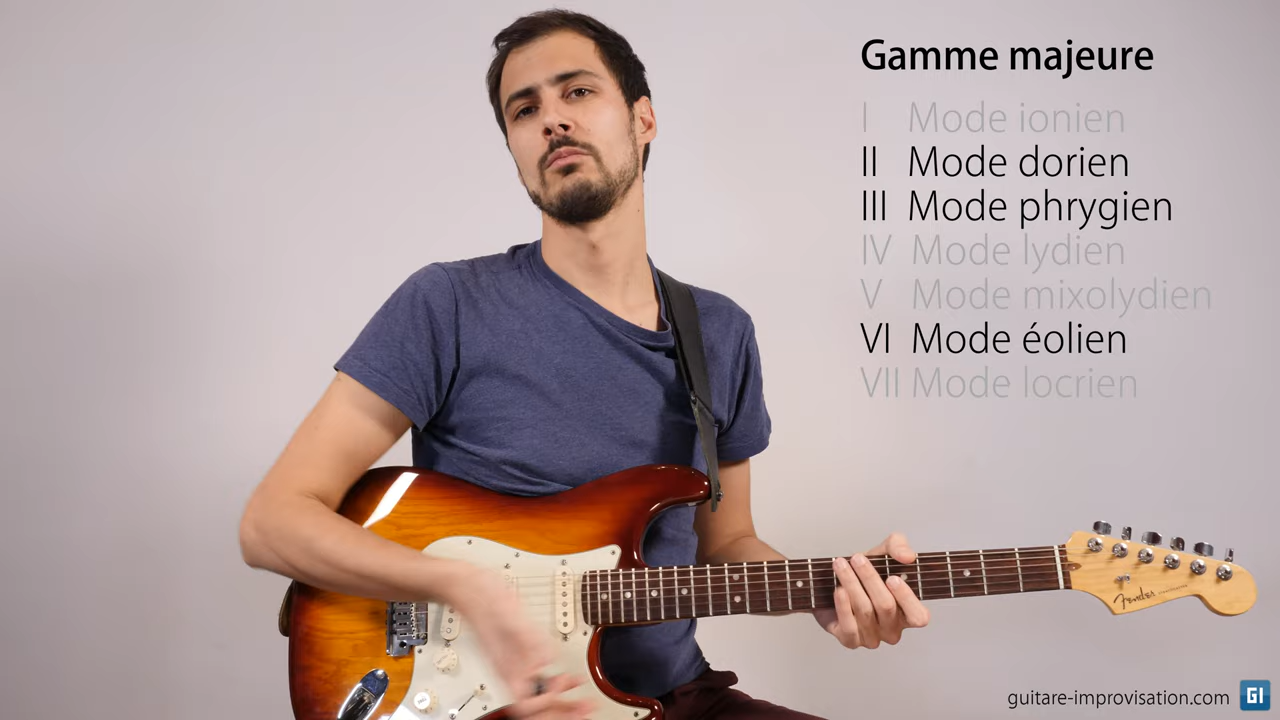 Gamme majeure
I Mode ionien
II Mode dorien
III Mode phrygien
IV Mode lydien
V Mode mixolydien
VI Mode éolien
VII Mode locrien
Fender
guitare-improvisation.com GI